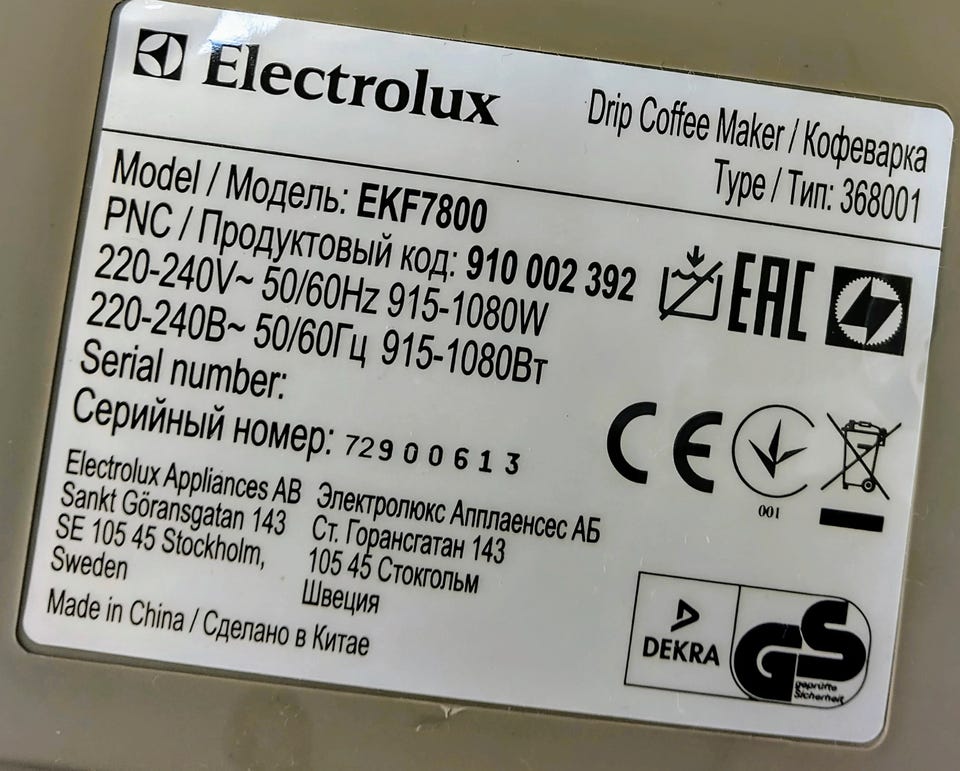 Electrolux
Drip Coffee Maker / Кофеварка
Type / Тип: 368001
Model / Модель: EKF7800
PNC / Продуктовый код: 910 002 392
220-240V~ 50/60Hz 915-1080W
220-240В~ 50/60Гц 915-1080Вт
Serial number:
Серийный номер: 72900613
EAC
CE
001
Electrolux Appliances AB
Sankt Göransgatan 143
SE 105 45 Stockholm,
Sweden
Электролюкс Апплаенсес АБ
Ст. Горансгатан 143
105 45 Стокгольм
Швеция
Made in China / Сделано в Китае
DEKRA
GS
geprüfte
Sicherheit